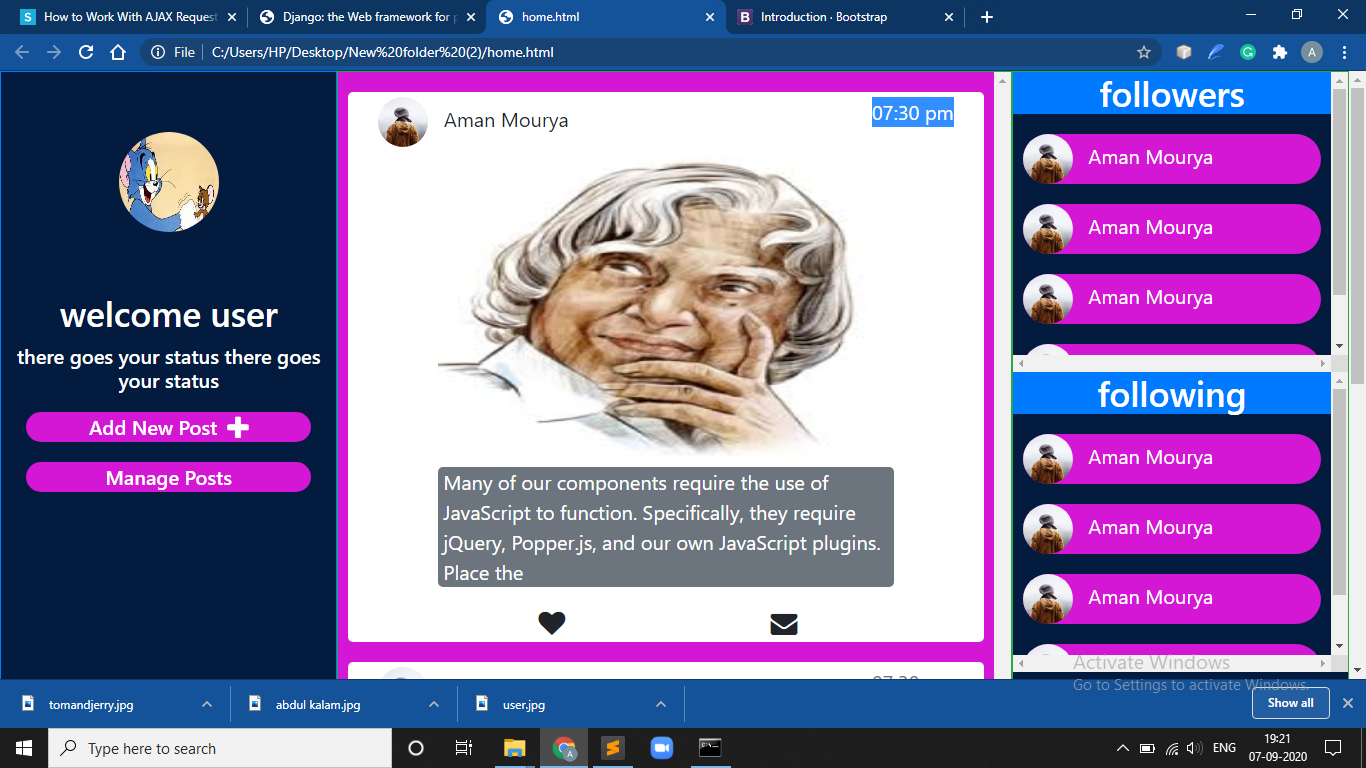 How to Work With AJAX Request
Django: the Web framework for p
home.html
Introduction · Bootstrap
File
C:/Users/HP/Desktop/New%20folder%20(2)/home.html
A
welcome user
there goes your status there goes
your status
Add New Post
Manage Posts
Aman Mourya
07:30 pm
Many of our components require the use of
JavaScript to function. Specifically, they require
jQuery, Popper.js, and our own JavaScript plugins.
Place the
followers
Aman Mourya
Aman Mourya
Aman Mourya
following
Aman Mourya
Aman Mourya
Aman Mourya
Activate Windows
Go to Settings to activate Windows.
tomandjerry.jpg
abdul kalam.jpg
user.jpg
Show all
Type here to search
ENG
19:21
07-09-2020